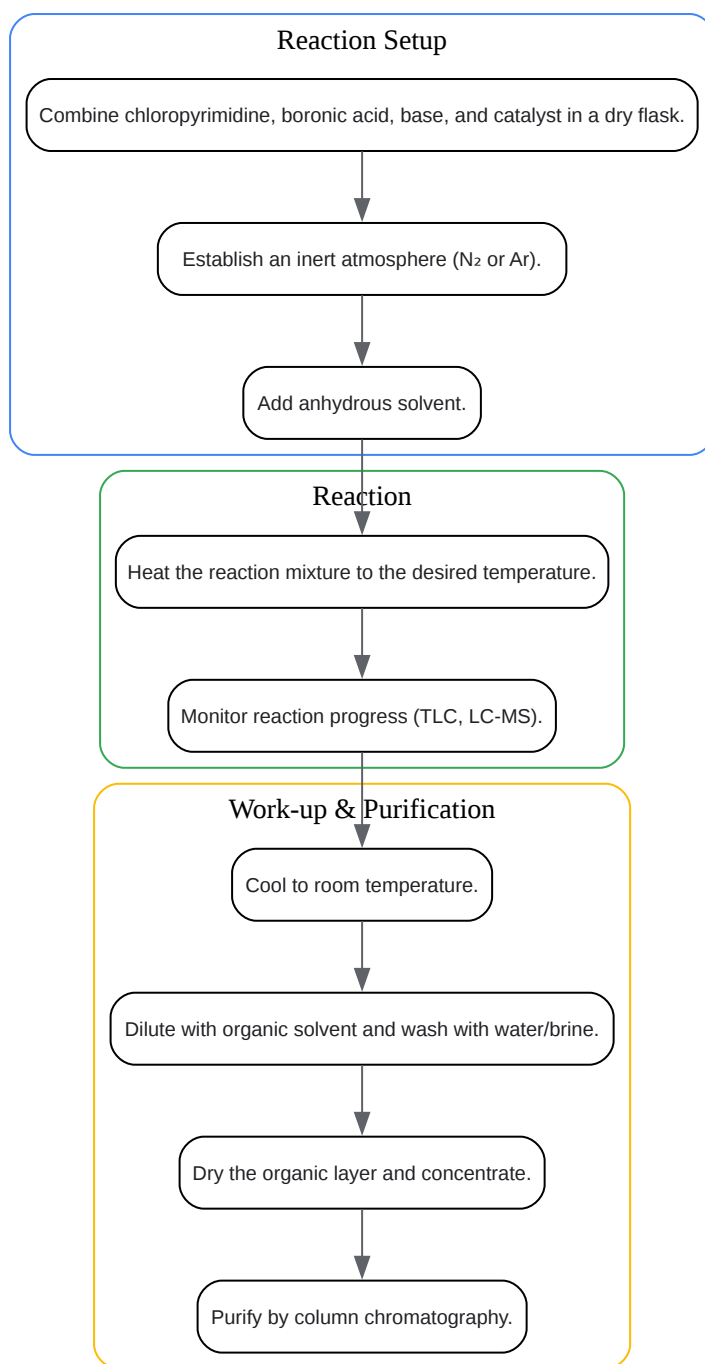 Reaction Setup
Combine chloropyrimidine, boronic acid, base, and catalyst in a dry flask.
Establish an inert atmosphere (N₂ or Ar).
Add anhydrous solvent.
Reaction
Heat the reaction mixture to the desired temperature.
Monitor reaction progress (TLC, LC-MS).
Work-up & Purification
Cool to room temperature.
Dilute with organic solvent and wash with water/brine.
Dry the organic layer and concentrate.
Purify by column chromatography.